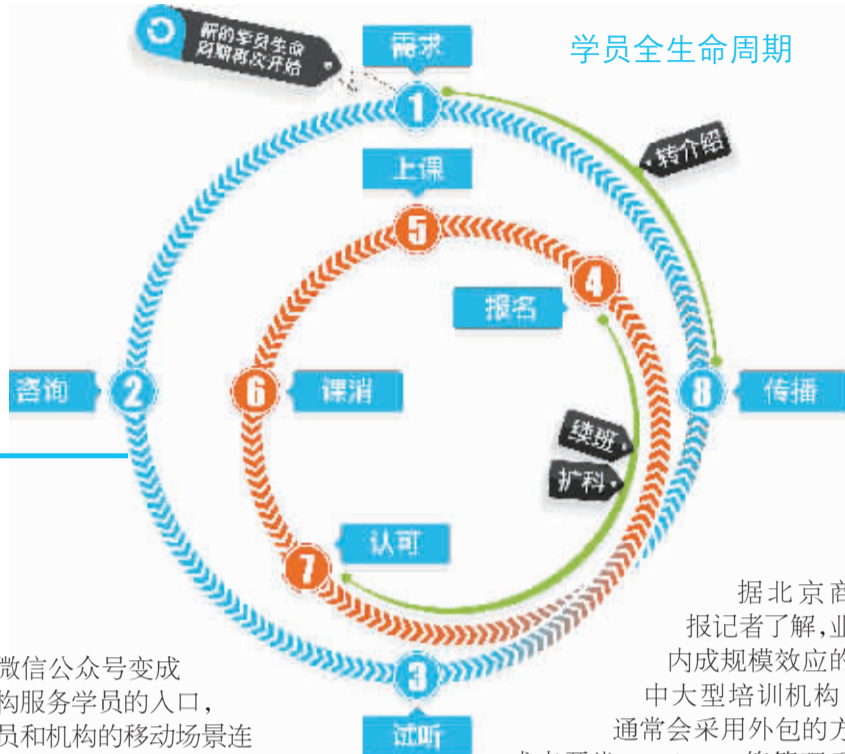 学员全生命周期
新的学员生命
周期再次开始
需求
1
转介绍
上课
5
4
报名
咨询
2
6
课消
8
传播
续班
扩科
认可
7
3
试听
微信公众号变成
构服务学员的入口,
员和机构的移动场景连
据北京商
报记者了解,业
内成规模效应的
中大型培训机构
通常会采用外包的方